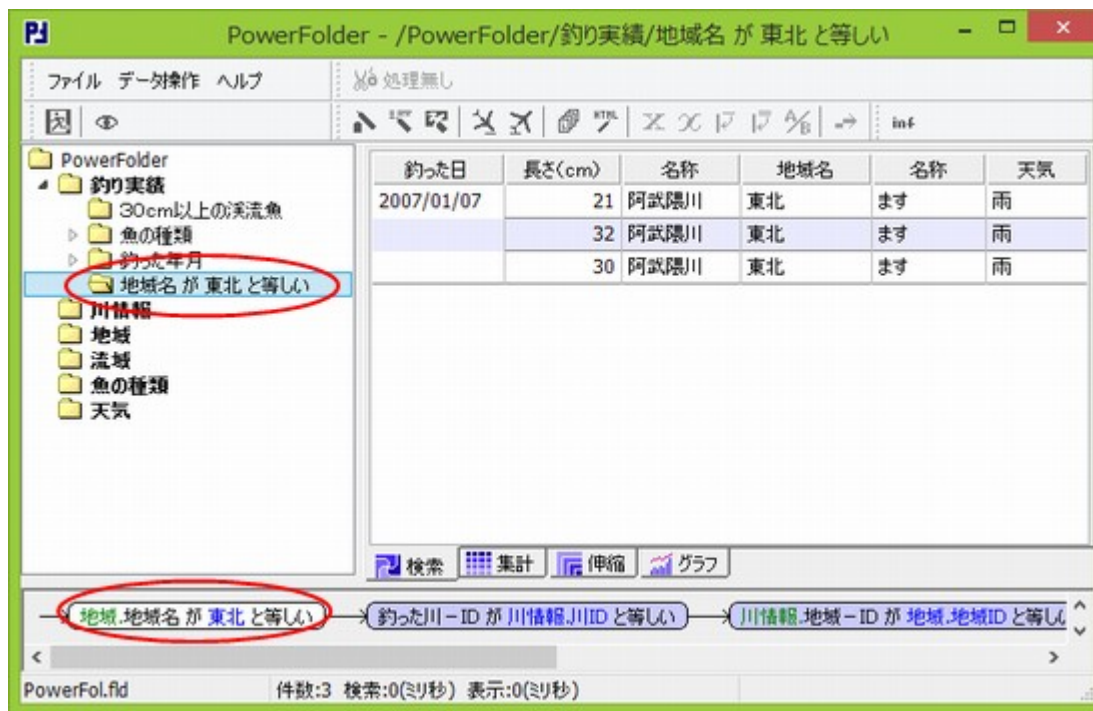 PowerFolder - /PowerFolder/釣り実績/地域名 が 東北 と等しい
ファイル データ操作 ヘルプ 処理無し
inf
PowerFolder
釣り実績
30cm以上の渓流魚
魚の種類
釣った年月
地域名 が 東北 と等しい
川情報
地域
流域
魚の種類
天気
釣った日 長さ(cm) 名称 地域名 名称 天気
2007/01/07 21 阿武隈川 東北 ます 雨
32 阿武隈川 東北 ます 雨
30 阿武隈川 東北 ます 雨
検索 集計 伸縮 グラフ
地域.地域名 が 東北 と等しい 釣った川-ID が 川情報.川ID と等しい 川情報.地域-ID が 地域.地域ID と等し
PowerFol.fld 件数:3 検索:0(ミリ秒) 表示:0(ミリ秒)